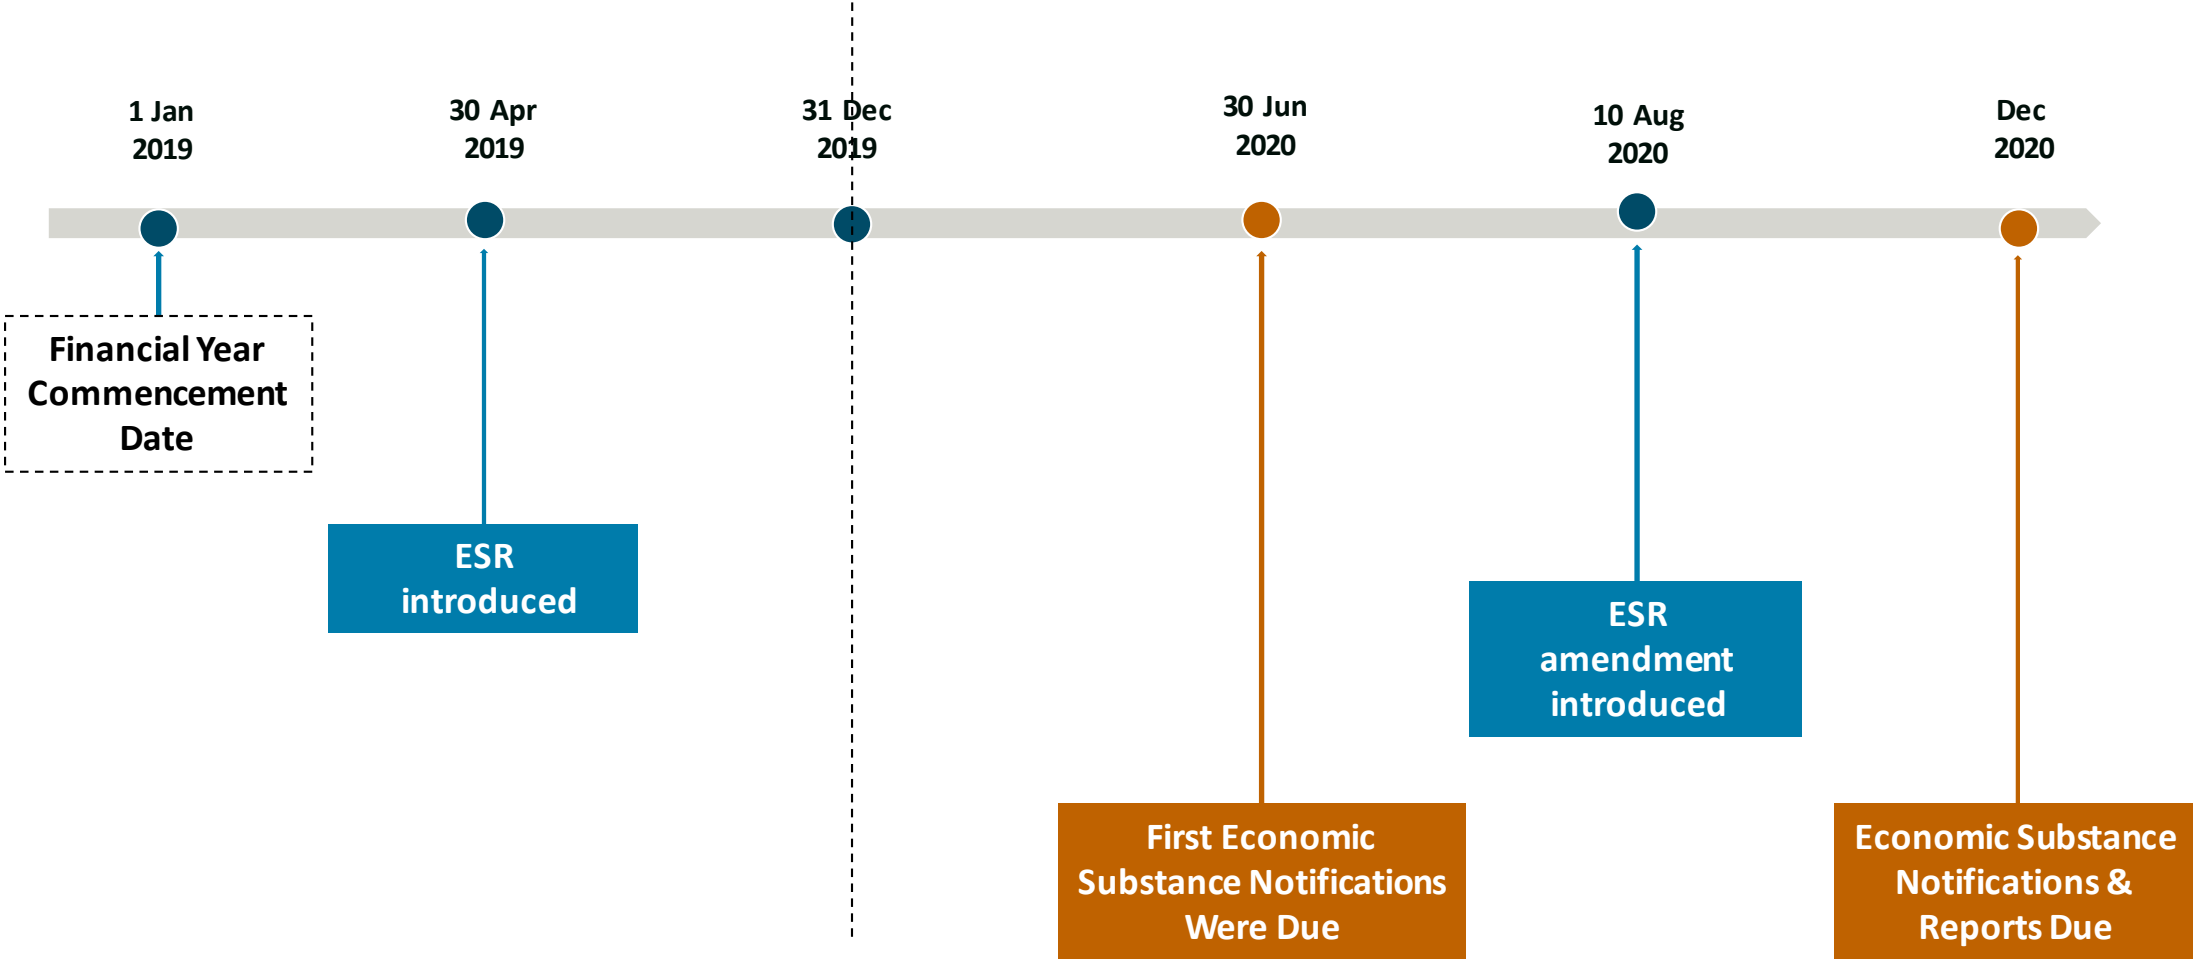 1 Jan
2019
30 Apr
2019
31 Dec
2019
30 Jun
2020
10 Aug
2020
Dec
2020
Financial Year
Commencement
Date
ESR
introduced
ESR
amendment
introduced
First Economic
Substance Notifications
Were Due
Economic Substance
Notifications &
Reports Due